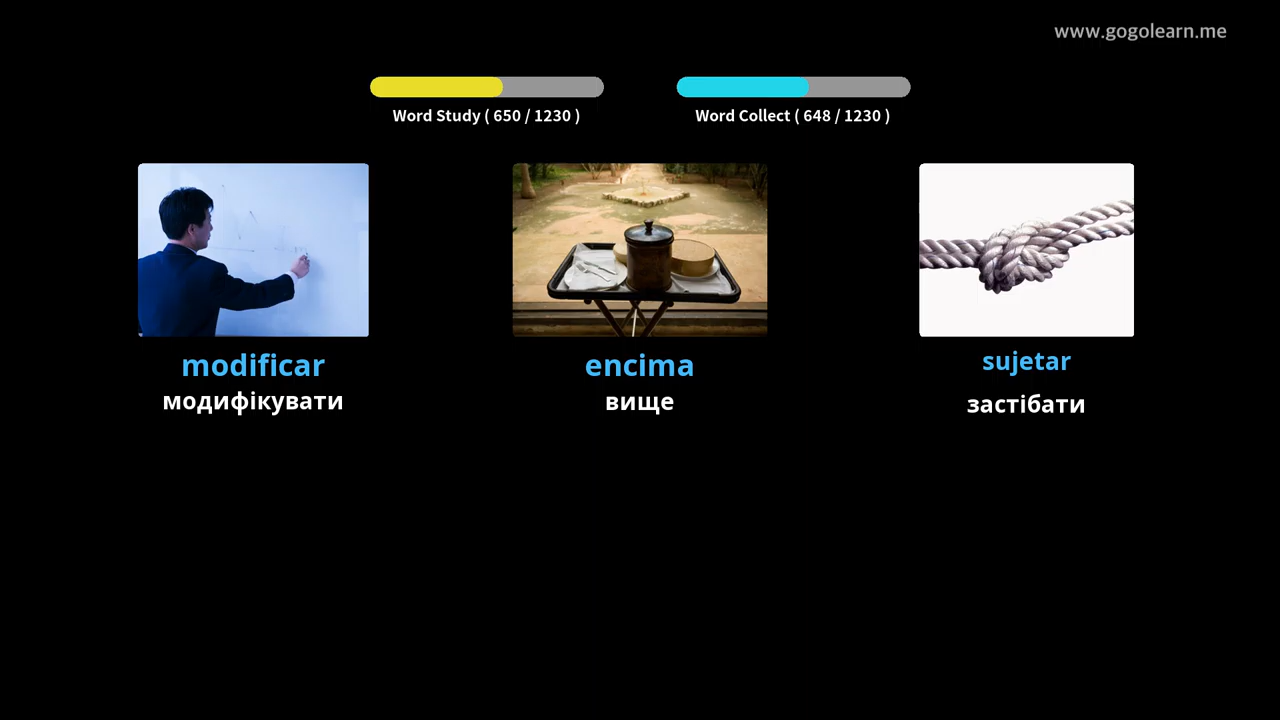 www.gogolearn.me
Word Study ( 650 / 1230 )
Word Collect ( 648 / 1230 )
modificar
модифікувати
encima
вище
sujetar
застібати